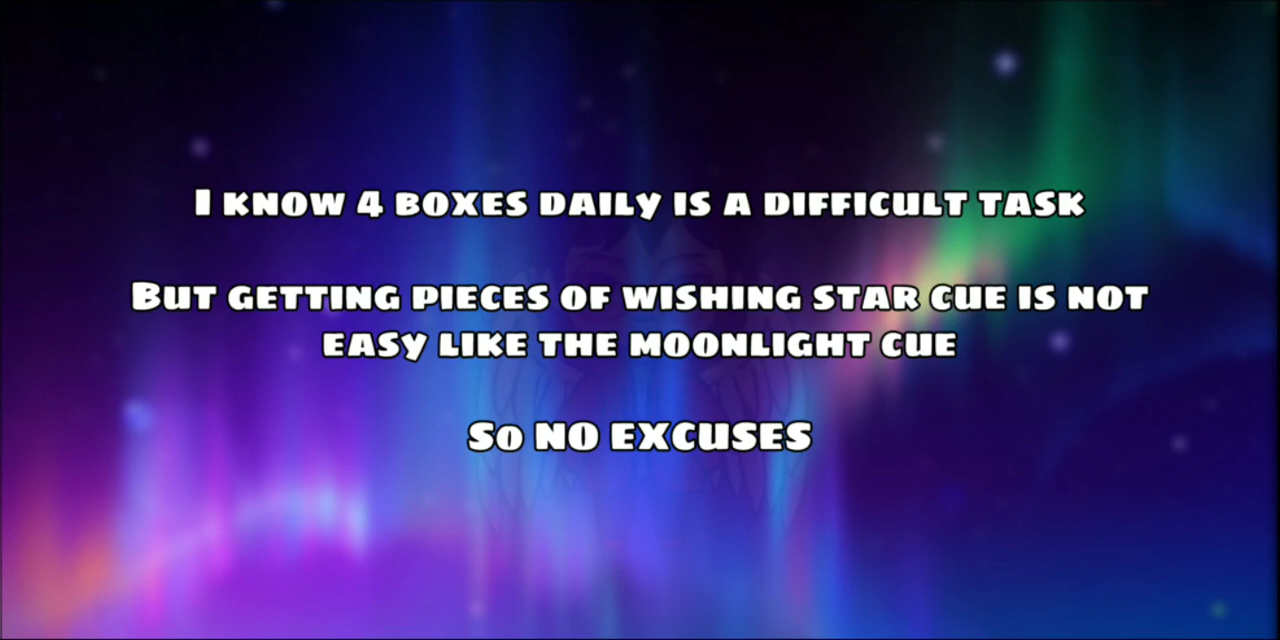 I know 4 boxes daily is a difficult task
But getting pieces of wishing star cue is not
easy like the moonlight cue
So NO EXCUSES